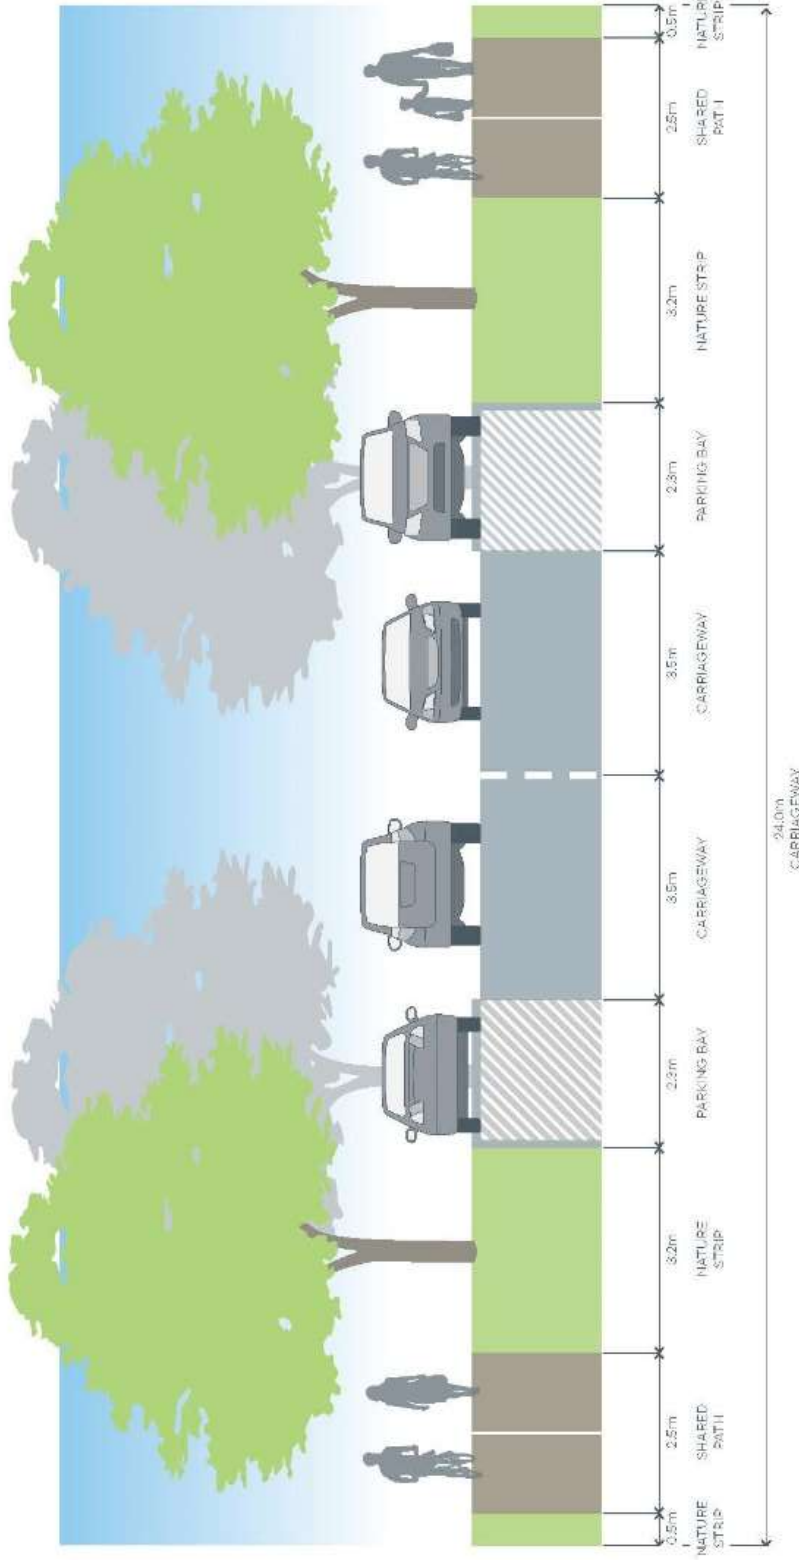 0.5m
NATURE
STRIP
2.5m
SHARED
PATH
3.2m
NATURE
STRIP
2.3m
PARKING BAY
3.5m
CARRIAGEWAY
3.5m
CARRIAGEWAY
2.3m
PARKING BAY
3.2m
NATURE STRIP
2.5m
SHARED
PATH
0.5m
NATURE
STRIP
24.0m
CARRIAGEWAY